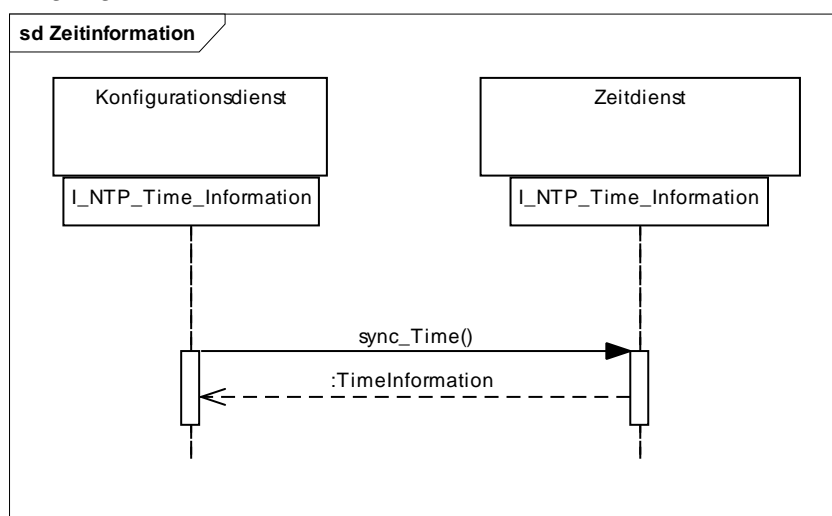 sd Zeitinformation
Konfigurationsdienst
Zeitdienst
I_NTP_Time_Information
I_NTP_Time_Information
sync_Time()
:TimeInformation